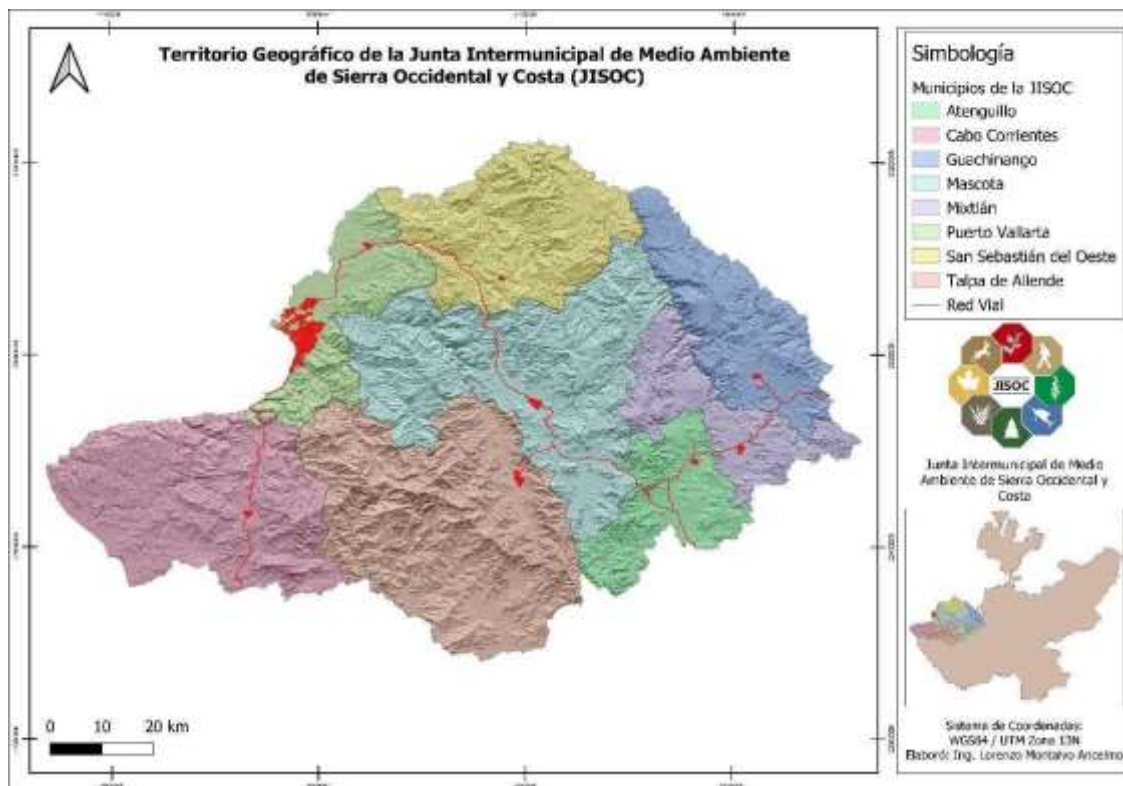 Territorio Geográfico de la Junta Intermunicipal de Medio Ambiente
de Sierra Occidental y Costa (JISOC)
0 10 20 km
Simbología
Municipios de la JISOC
Atenguillo
Cabo Corrientes
Guachinango
Mascota
Mixtlán
Puerto Vallarta
San Sebastián del Oeste
Talpa de Allende
Red Vial
JISOC
Junta Intermunicipal de Medio
Ambiente de Sierra Occidental y
Costa
Sistema de Coordenadas:
WGS84 / UTM Zone 13N
Elaboró: Ing. Lorenzo Montalvo Ancelmo